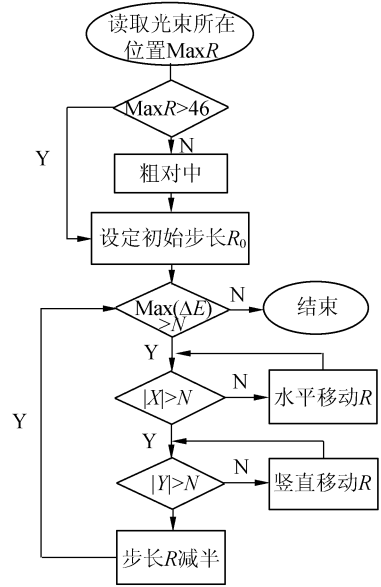 读取光束所在
位置MaxR
MaxR>46
Y
N
粗对中
设定初始步长R₀
Max(ΔE)
>N
N
结束
Y
|X|>N
N
水平移动R
Y
Y
|Y|>N
N
竖直移动R
步长R减半